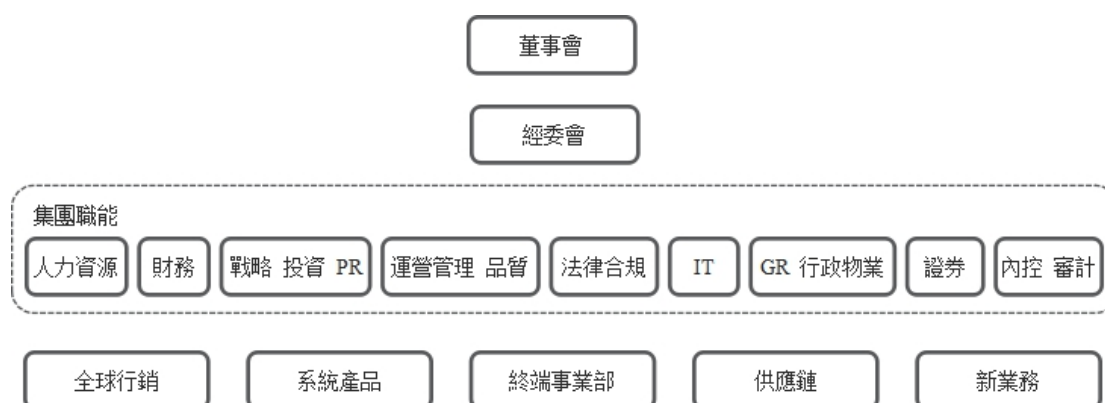 董事會
經委會
集團職能
人力資源 財務 戰略 投資 PR 運營管理 品質 法律合規 IT GR 行政物業 證券 內控 審計
全球行銷 系統產品 終端事業部 供應鏈 新業務